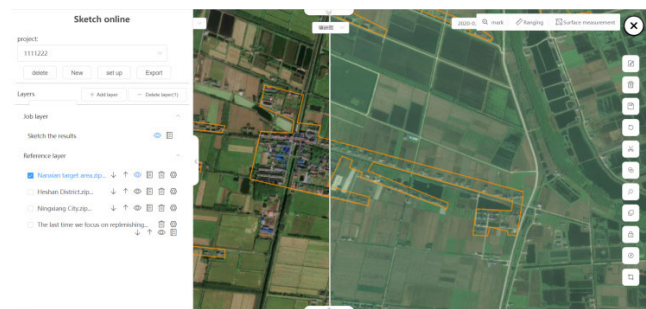 Sketch online
project:
1111222
delete New set up Export
Layers + Add layer − Delete layer(1)
Job layer
Sketch the results
Reference layer
Nanxian target area.zip...
Heshan District.zip...
Ningxiang City.zip...
The last time we focus on replenishing...
2020-0
mark
Ranging
Surface measurement